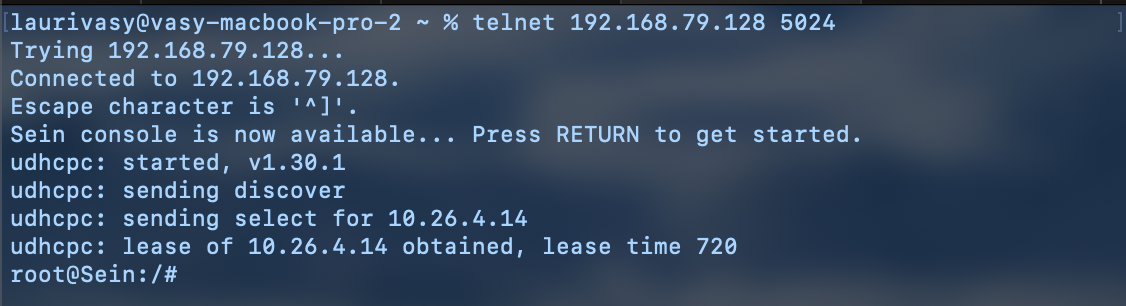 [laurivasy@vasy-macbook-pro-2 ~ % telnet 192.168.79.128 5024 ]
Trying 192.168.79.128...
Connected to 192.168.79.128.
Escape character is '^]'.
Sein console is now available... Press RETURN to get started.
udhcpc: started, v1.30.1
udhcpc: sending discover
udhcpc: sending select for 10.26.4.14
udhcpc: lease of 10.26.4.14 obtained, lease time 720
root@Sein:/#